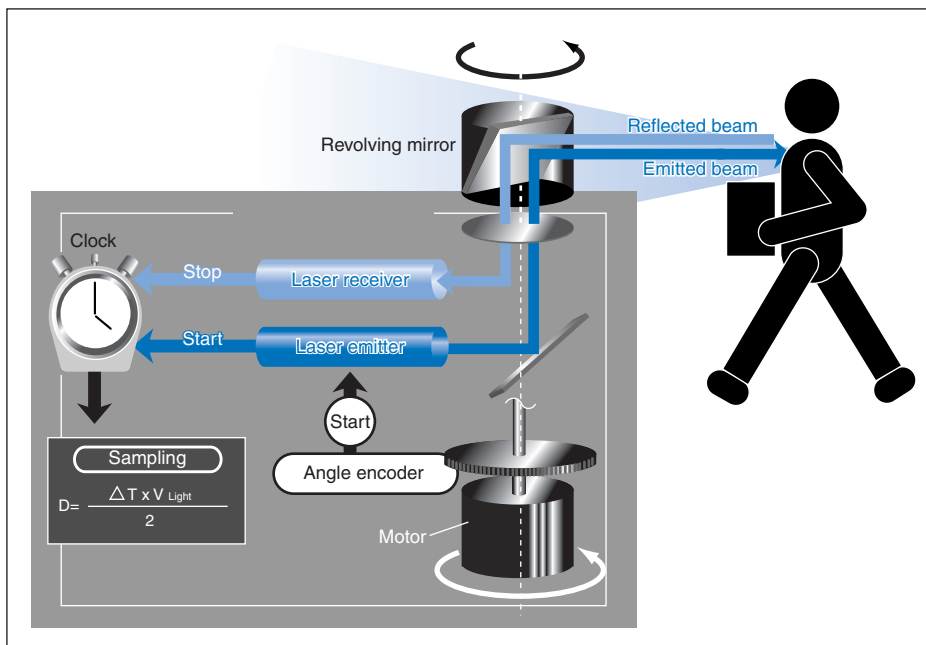 Revolving mirror
Reflected beam
Emitted beam
Clock
Stop
Laser receiver
Start
Laser emitter
Start
Angle encoder
Sampling
D= △T x V Light
2
Motor